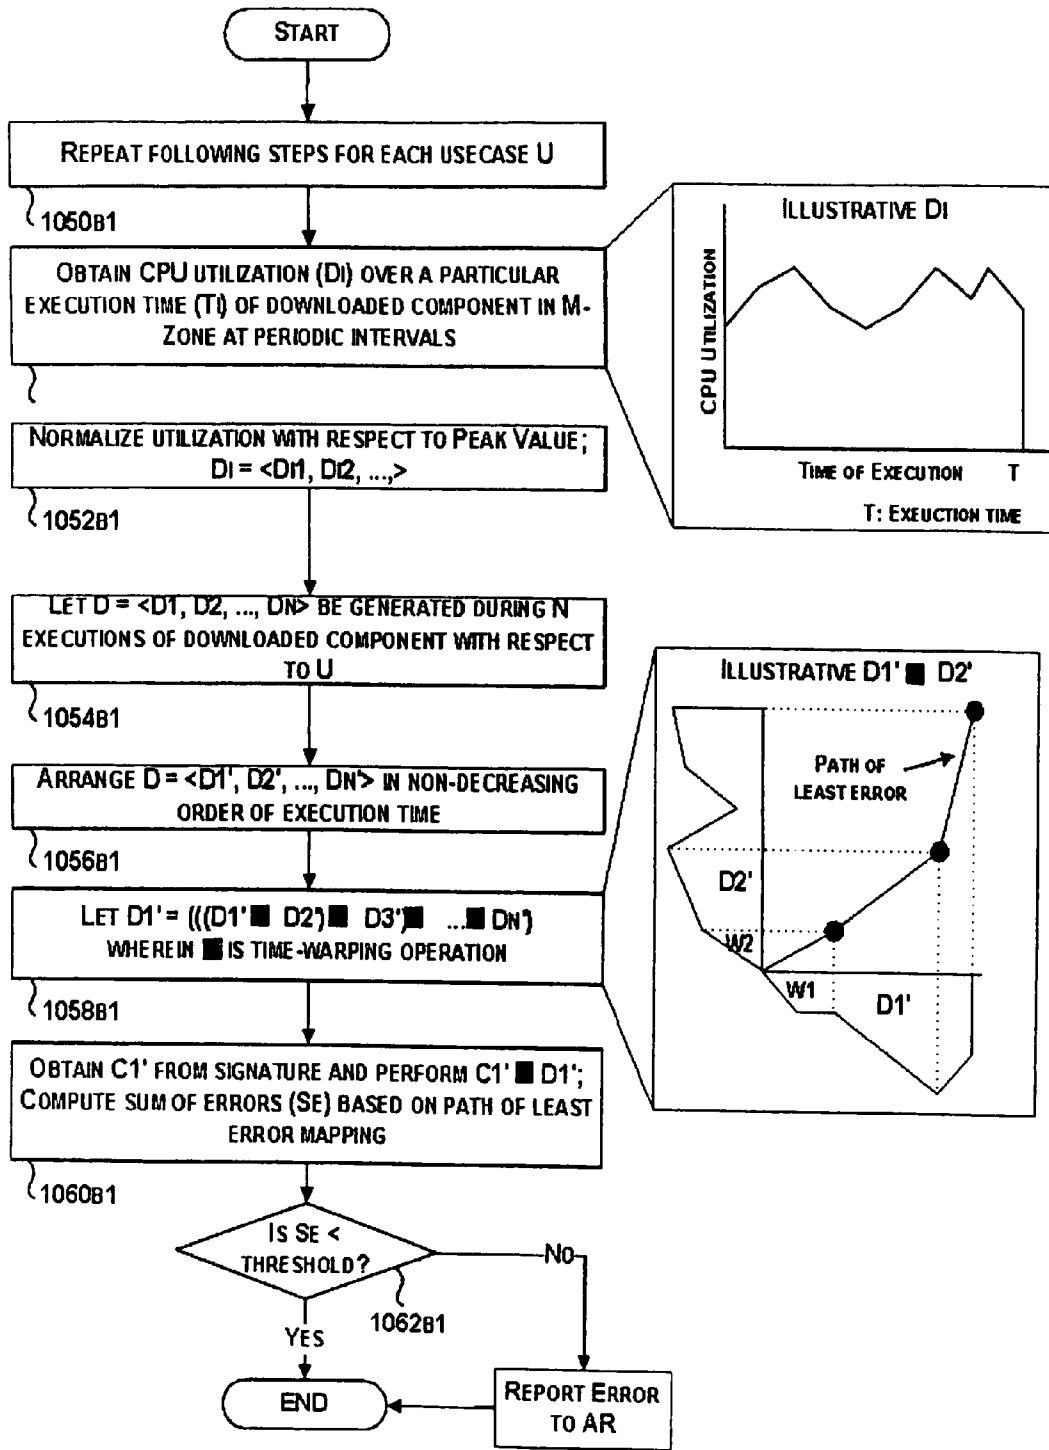 START
REPEAT FOLLOWING STEPS FOR EACH USECASE U
1050B1
OBTAIN CPU UTILIZATION (DI) OVER A PARTICULAR
EXECUTION TIME (TI) OF DOWNLOADED COMPONENT IN M-
ZONE AT PERIODIC INTERVALS
ILLUSTRATIVE DI
CPU UTILIZATION
TIME OF EXECUTION T
T: EXEUCTION TIME
NORMALIZE UTILIZATION WITH RESPECT TO PEAK VALUE;
DI = <DI1, DI2, ...,>
1052B1
LET D = <D1, D2, ..., DN> BE GENERATED DURING N
EXECUTIONS OF DOWNLOADED COMPONENT WITH RESPECT
TO U
1054B1
ARRANGE D = <D1', D2', ..., DN'> IN NON-DECREASING
ORDER OF EXECUTION TIME
1056B1
LET D1' = (((D1' ■ D2') ■ D3') ■ ... ■ DN')
WHEREIN ■ IS TIME-WARPING OPERATION
1058B1
ILLUSTRATIVE D1' ■ D2'
PATH OF
LEAST ERROR
D2'
W2
W1
D1'
OBTAIN C1' FROM SIGNATURE AND PERFORM C1' ■ D1';
COMPUTE SUM OF ERRORS (SE) BASED ON PATH OF LEAST
ERROR MAPPING
1060B1
IS SE <
THRESHOLD?
NO
1062B1
YES
END
REPORT ERROR
TO AR